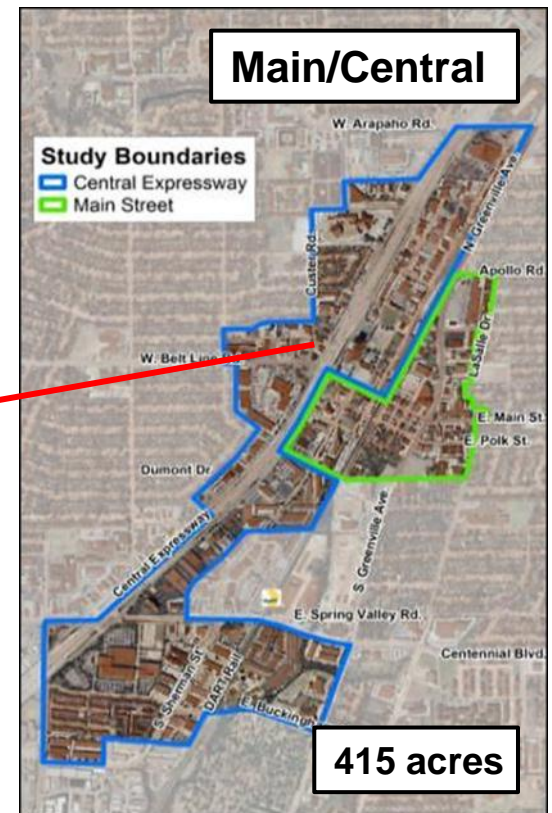 Main/Central
W. Arapaho Rd.
Study Boundaries
Central Expressway
Main Street
N. Greenville Ave.
Custer Rd.
Apollo Rd.
W. Belt Line
LaSalle Dr
E. Main St.
E. Polk St.
Dumont Dr.
S. Greenville Ave.
Central Expressway
E. Spring Valley Rd.
Centennial Blvd.
S. Sherman St.
DART Rail
E. Buckingh
415 acres